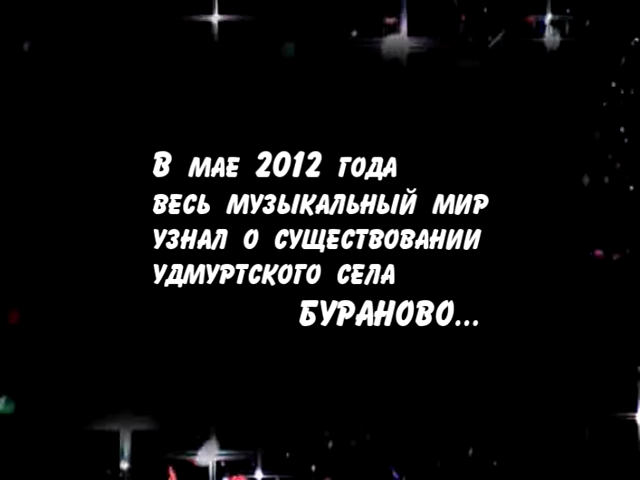 В МАЕ 2012 ГОДА
ВЕСЬ МУЗЫКАЛЬНЫЙ МИР
УЗНАЛ О СУЩЕСТВОВАНИИ
УДМУРТСКОГО СЕЛА
БУРАНОВО...